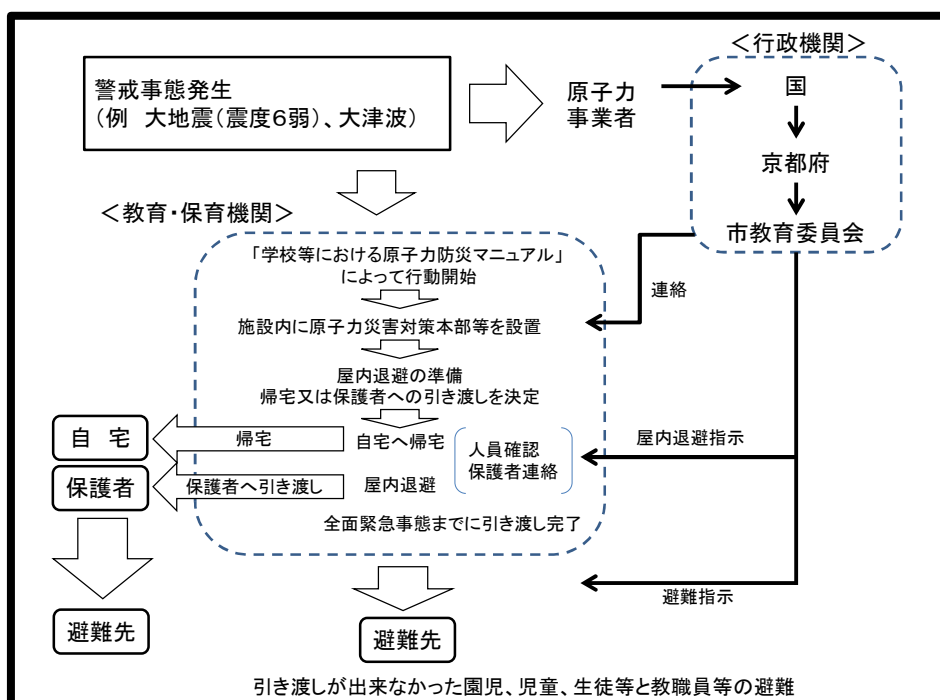 ＜行政機関＞
警戒事態発生
（例　大地震（震度６弱）、大津波）
原子力
事業者
国
京都府
市教育委員会
＜教育・保育機関＞
「学校等における原子力防災マニュアル」
によって行動開始
連絡
施設内に原子力災害対策本部等を設置
屋内退避の準備
帰宅又は保護者への引き渡しを決定
自　宅
帰宅
自宅へ帰宅
人員確認
保護者連絡
屋内退避指示
保護者
保護者へ引き渡し
屋内退避
全面緊急事態までに引き渡し完了
避難指示
避難先
避難先
引き渡しが出来なかった園児、児童、生徒等と教職員等の避難